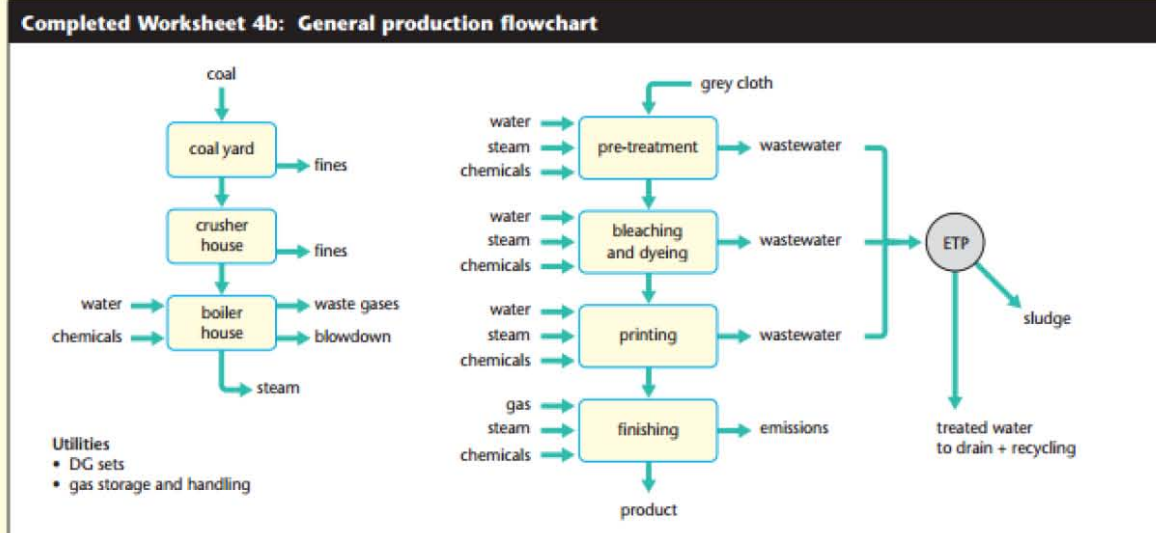 Completed Worksheet 4b: General production flowchart
coal
coal yard
fines
crusher
house
fines
water
chemicals
boiler
house
waste gases
blowdown
steam
Utilities
• DG sets
• gas storage and handling
grey cloth
water
steam
chemicals
pre-treatment
wastewater
water
steam
chemicals
bleaching
and dyeing
wastewater
water
steam
chemicals
printing
wastewater
gas
steam
chemicals
finishing
emissions
product
ETP
sludge
treated water
to drain + recycling